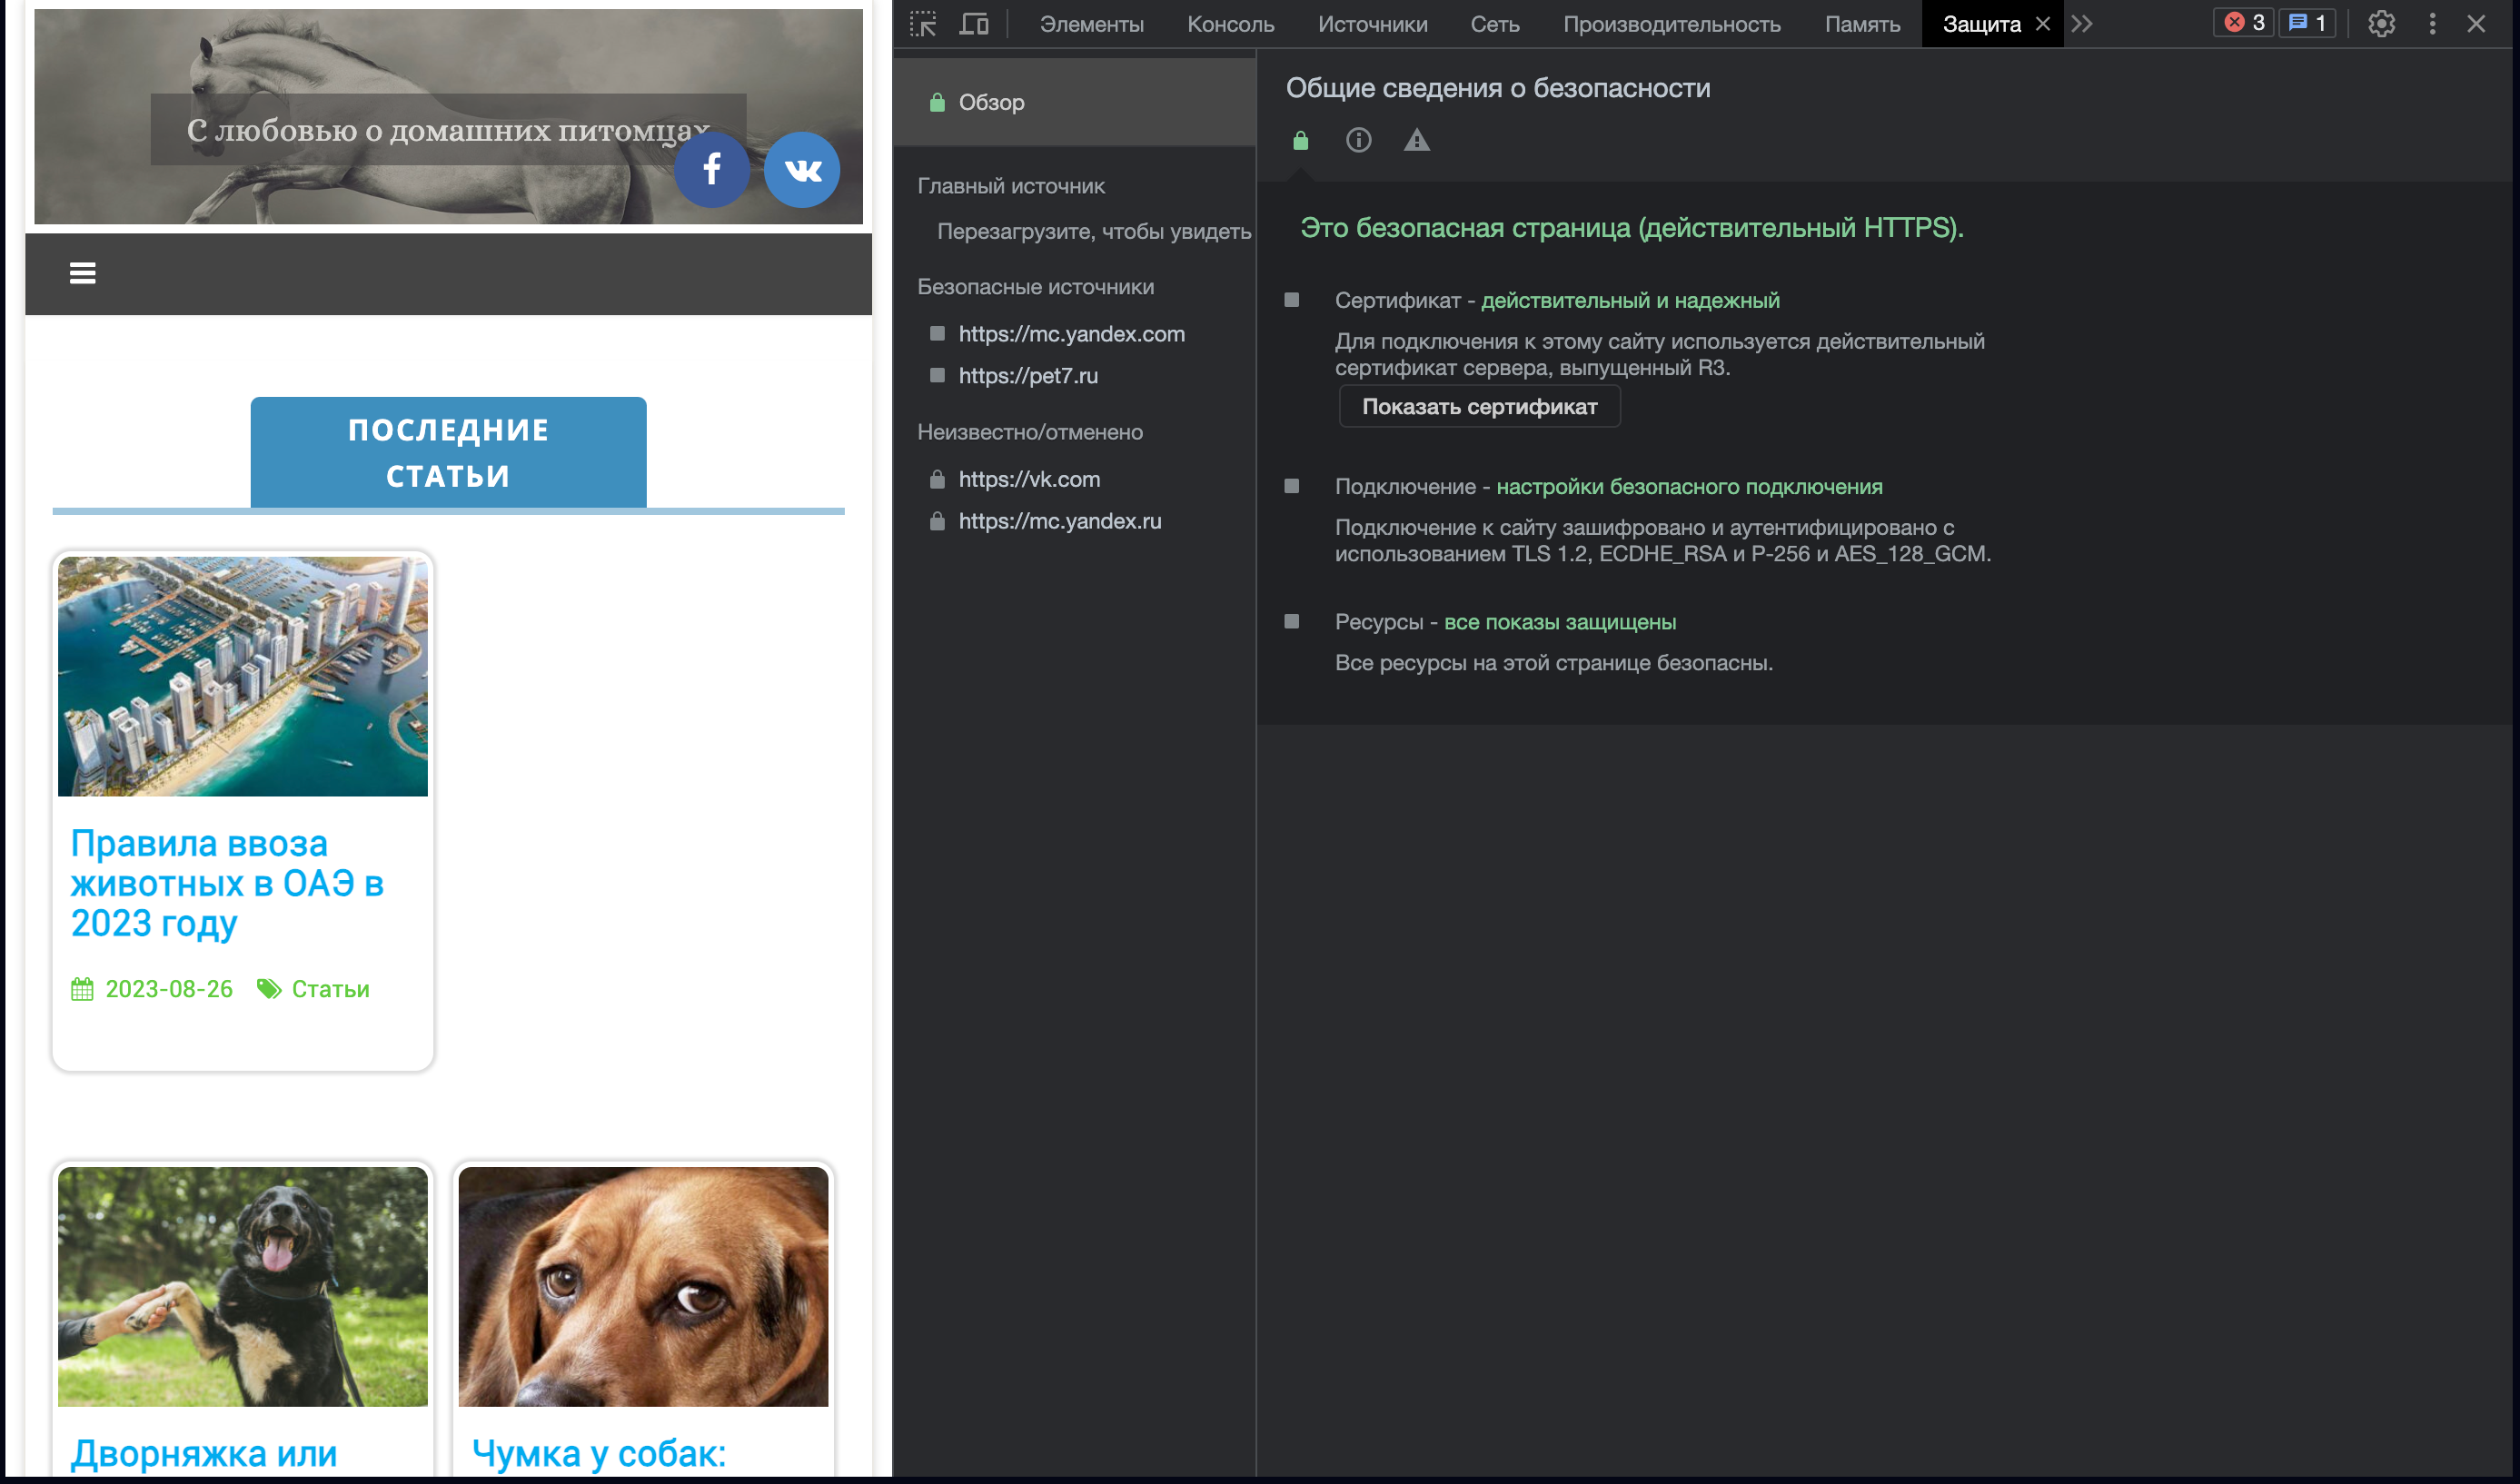 С любовью о домашних питомцах
f
ПОСЛЕДНИЕ
СТАТЬИ
Правила ввоза
животных в ОАЭ в
2023 году
2023-08-26 Статьи
Дворняжка или
Чумка у собак:
Элементы Консоль Источники Сеть Производительность Память Защита 3 1
Обзор
Главный источник
Перезагрузите, чтобы увидеть
Безопасные источники
https://mc.yandex.com
https://pet7.ru
Неизвестно/отменено
https://vk.com
https://mc.yandex.ru
Общие сведения о безопасности
Это безопасная страница (действительный HTTPS).
Сертификат - действительный и надежный
Для подключения к этому сайту используется действительный
сертификат сервера, выпущенный R3.
Показать сертификат
Подключение - настройки безопасного подключения
Подключение к сайту зашифровано и аутентифицировано с
использованием TLS 1.2, ECDHE_RSA и P-256 и AES_128_GCM.
Ресурсы - все показы защищены
Все ресурсы на этой странице безопасны.